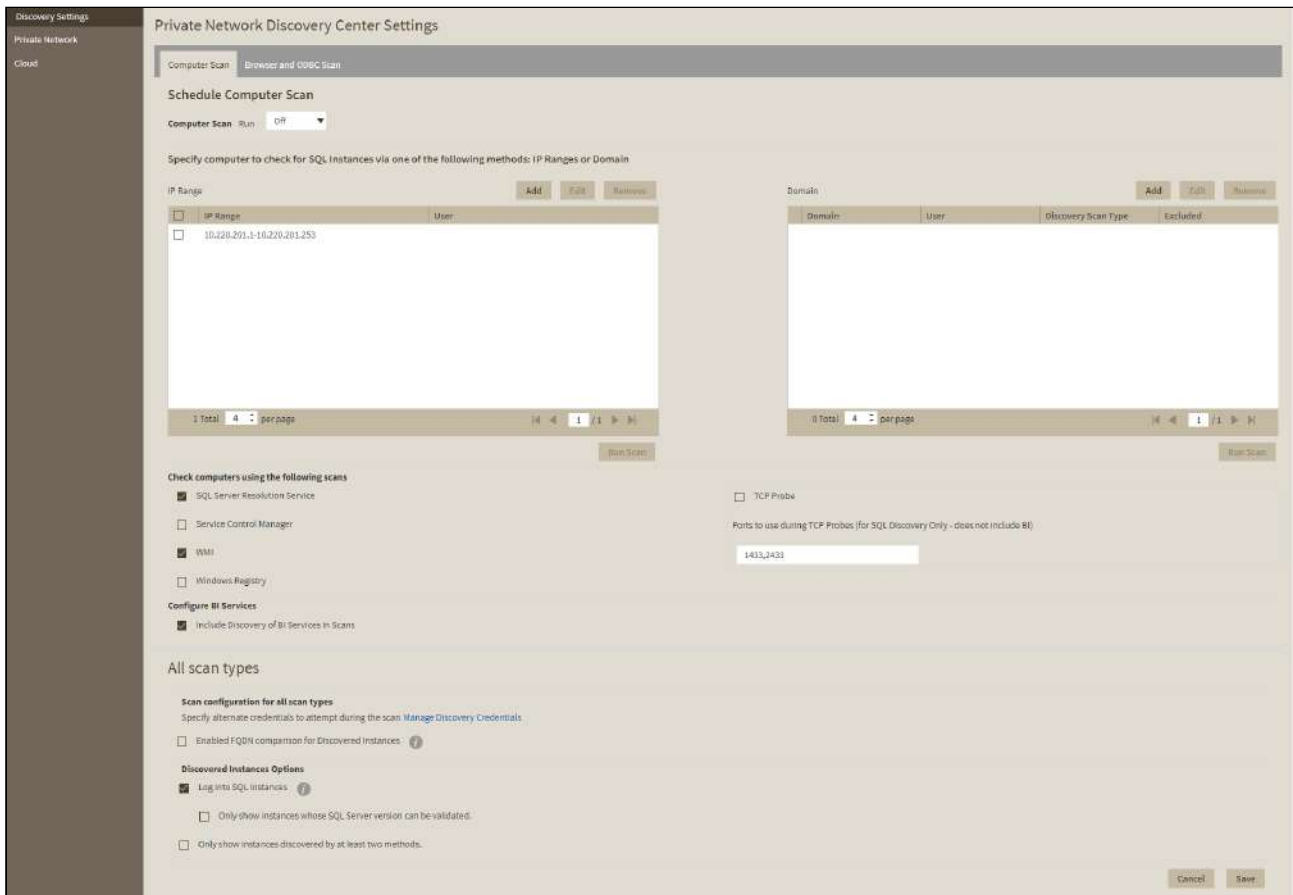 Discovery Settings
Private Network
Cloud
Private Network Discovery Center Settings
Computer Scan Browser and ODBC Scan
Schedule Computer Scan
Computer Scan Run Off
Specify computer to check for SQL Instances via one of the following methods: IP Ranges or Domain
IP Range Add Edit Remove
IP Range User
10.220.201.1-10.220.201.253
1 Total 4 per page 1 /1
Run Scan
Domain Add Edit Remove
Domain User Discovery Scan Type Excluded
0 Total 4 per page 1 /1
Run Scan
Check computers using the following scans
SQL Server Resolution Service
Service Control Manager
WMI
Windows Registry
TCP Probe
Ports to use during TCP Probes (for SQL Discovery Only - does not include BI)
1433,2433
Configure BI Services
Include Discovery of BI Services in Scans
All scan types
Scan configuration for all scan types
Specify alternate credentials to attempt during the scan Manage Discovery Credentials
Enabled FQDN comparison for Discovered Instances i
Discovered Instances Options
Log into SQL instances i
Only show instances whose SQL Server version can be validated.
Only show instances discovered by at least two methods.
Cancel Save